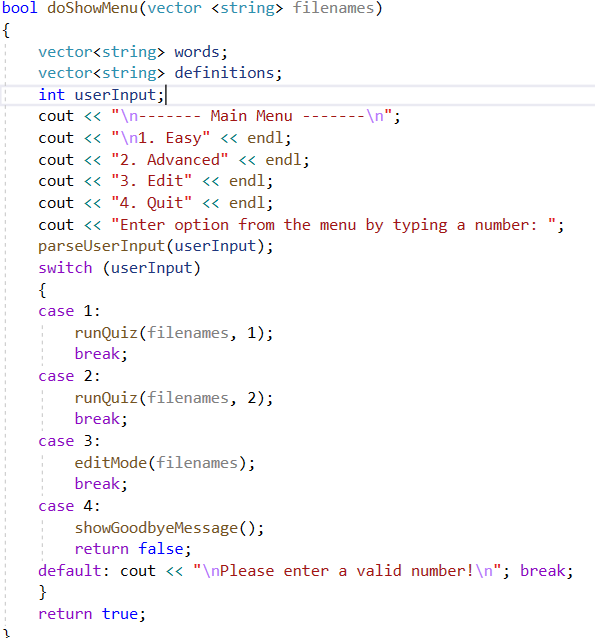 bool doShowMenu(vector <string> filenames)
{
vector<string> words;
vector<string> definitions;
int userInput;
cout << "\n------- Main Menu -------\n";
cout << "\n1. Easy" << endl;
cout << "2. Advanced" << endl;
cout << "3. Edit" << endl;
cout << "4. Quit" << endl;
cout << "Enter option from the menu by typing a number: ";
parseUserInput(userInput);
switch (userInput)
{
case 1:
runQuiz(filenames, 1);
break;
case 2:
runQuiz(filenames, 2);
break;
case 3:
editMode(filenames);
break;
case 4:
showGoodbyeMessage();
return false;
default: cout << "\nPlease enter a valid number!\n"; break;
}
return true;
}